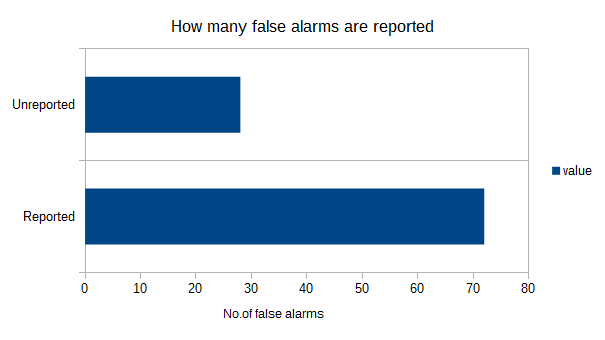 How many false alarms are reported
Unreported
Reported
value
0 10 20 30 40 50 60 70 80
No.of false alarms